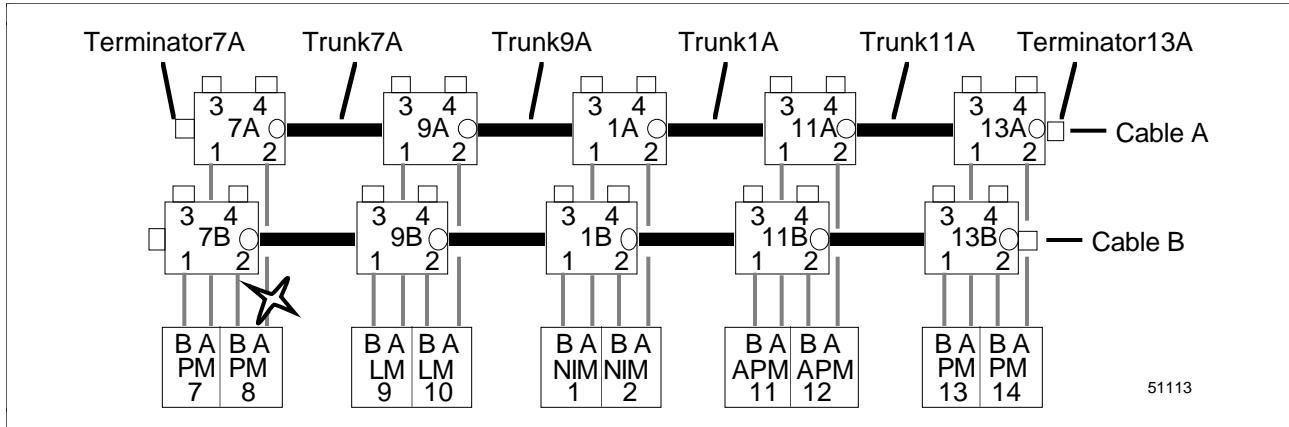 Terminator7A Trunk7A Trunk9A Trunk1A Trunk11A Terminator13A
3 4 3 4 3 4 3 4 3 4
7A 9A 1A 11A 13A Cable A
1 2 1 2 1 2 1 2 1 2
3 4 3 4 3 4 3 4 3 4
7B 9B 1B 11B 13B Cable B
1 2 1 2 1 2 1 2 1 2
B A B A B A B A B A B A B A B A B A B A
PM PM LM LM NIM NIM APM APM PM PM
7 8 9 10 1 2 11 12 13 14
51113